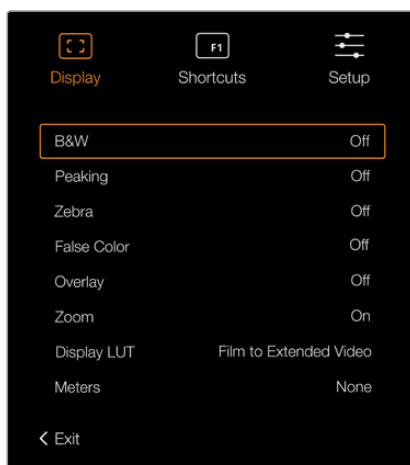 F1
Display Shortcuts Setup
B&W Off
Peaking Off
Zebra Off
False Color Off
Overlay Off
Zoom On
Display LUT Film to Extended Video
Meters None
Exit